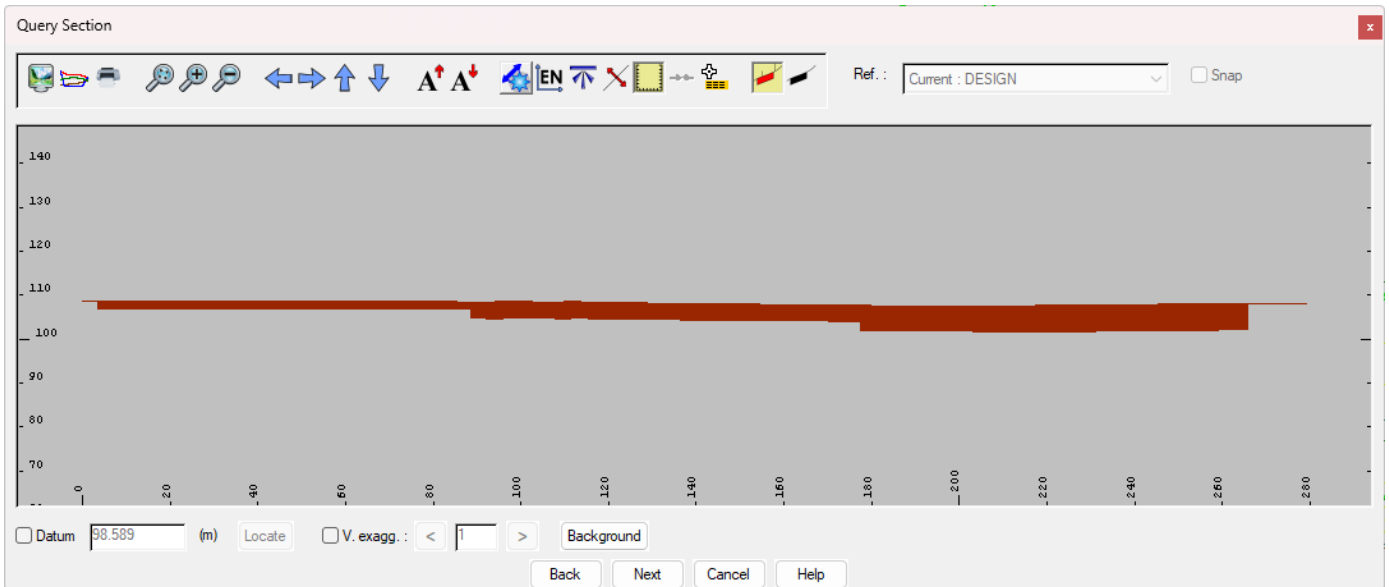 Query Section
x
A A EN Ref. : Current : DESIGN Snap
140
130
120
110
100
90
80
70
0 20 40 60 80 100 120 140 160 180 200 220 240 260 280
Datum 98.589 (m) Locate V. exagg. : < 1 > Background
Back Next Cancel Help